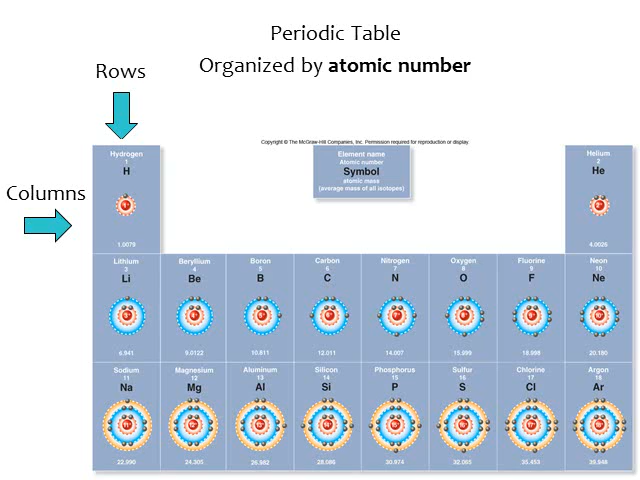 Periodic Table
Organized by atomic number
Rows
Columns
Copyright © The McGraw-Hill Companies, Inc. Permission required for reproduction or display.
Element name
Atomic number
Symbol
atomic mass
(average mass of all isotopes)
Hydrogen
1
H
1.0079
Helium
2
He
4.0026
Lithium
3
Li
6.941
Beryllium
4
Be
9.0122
Boron
5
B
10.811
Carbon
6
C
12.011
Nitrogen
7
N
14.007
Oxygen
8
O
15.999
Fluorine
9
F
18.998
Neon
10
Ne
20.180
Sodium
11
Na
22.990
Magnesium
12
Mg
24.305
Aluminum
13
Al
26.982
Silicon
14
Si
28.086
Phosphorus
15
P
30.974
Sulfur
16
S
32.065
Chlorine
17
Cl
35.453
Argon
18
Ar
39.948